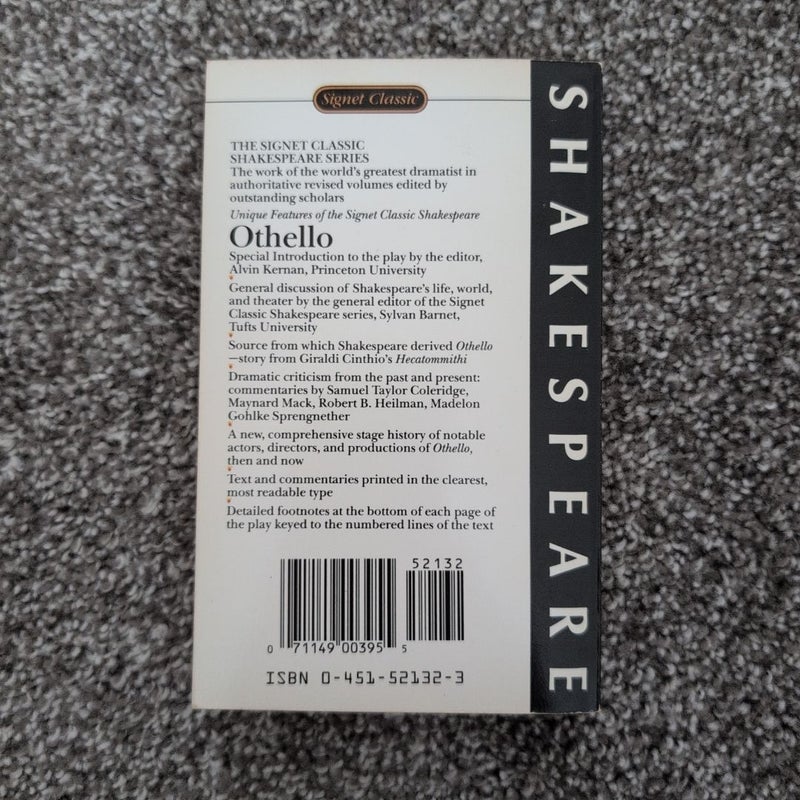 Signet Classic
THE SIGNET CLASSIC
SHAKESPEARE SERIES
The work of the world's greatest dramatist in
authoritative revised volumes edited by
outstanding scholars
Unique Features of the Signet Classic Shakespeare
Othello
Special Introduction to the play by the editor,
Alvin Kernan, Princeton University
General discussion of Shakespeare's life, world,
and theater by the general editor of the Signet
Classic Shakespeare series, Sylvan Barnet,
Tufts University
Source from which Shakespeare derived Othello
—story from Giraldi Cinthio's Hecatommithi
Dramatic criticism from the past and present:
commentaries by Samuel Taylor Coleridge,
Maynard Mack, Robert B. Heilman, Madelon
Gohlke Sprengnether
A new, comprehensive stage history of notable
actors, directors, and productions of Othello,
then and now
Text and commentaries printed in the clearest,
most readable type
Detailed footnotes at the bottom of each page of
the play keyed to the numbered lines of the text
52132
0 71149 00395 5
ISBN 0-451-52132-3
SHAKESPEARE